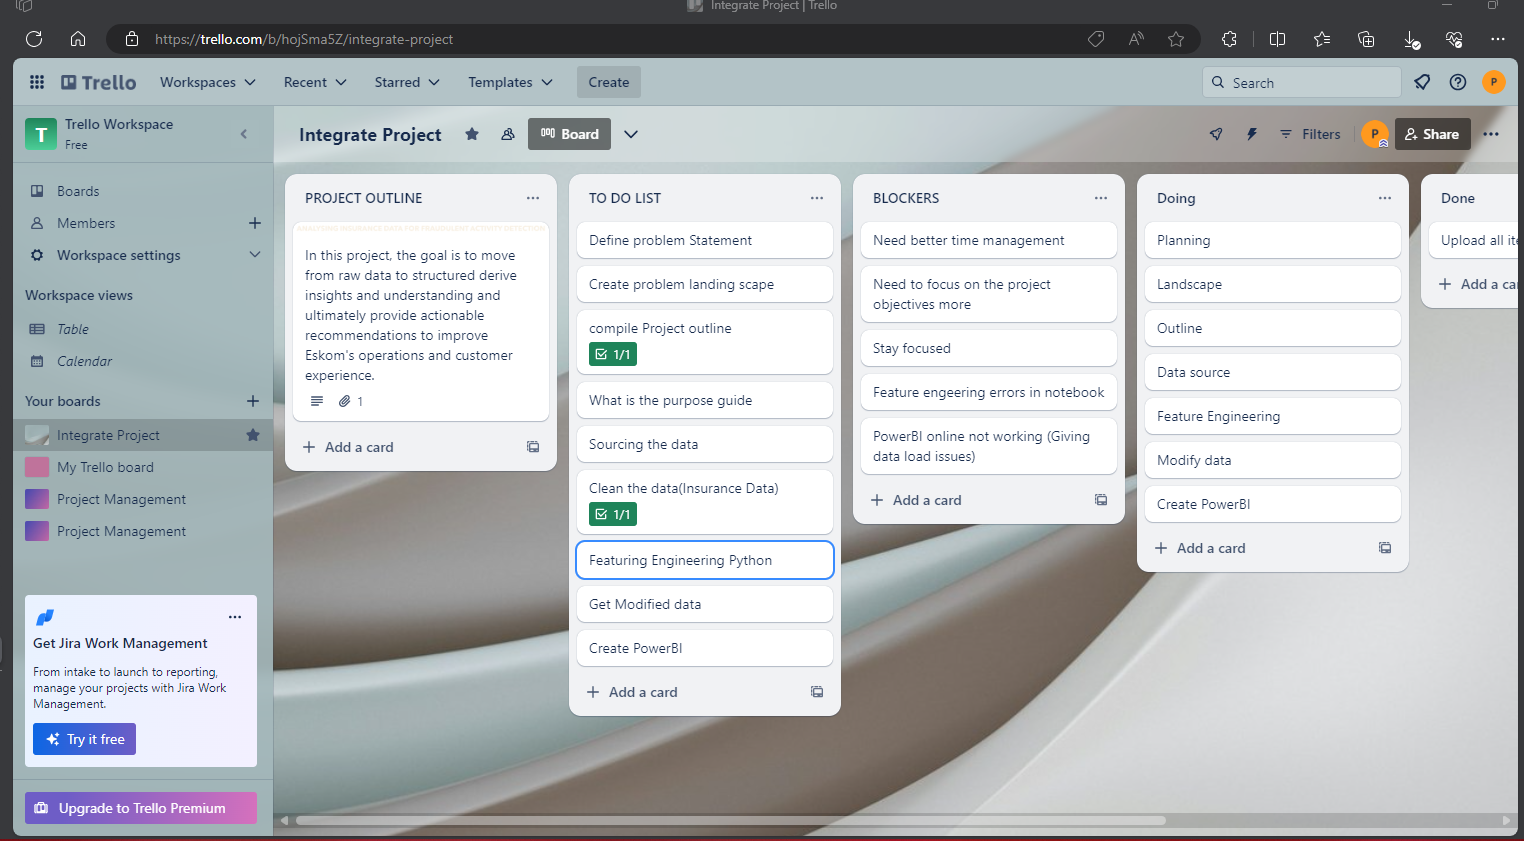 Integrate Project | Trello
https://trello.com/b/hojSma5Z/integrate-project
Trello
Workspaces
Recent
Starred
Templates
Create
Search
P
T
Trello Workspace
Free
Integrate Project
Board
Filters
P
Share
Boards
Members
Workspace settings
Workspace views
Table
Calendar
Your boards
Integrate Project
My Trello board
Project Management
Project Management
Get Jira Work Management
From intake to launch to reporting,
manage your projects with Jira Work
Management.
Try it free
Upgrade to Trello Premium
PROJECT OUTLINE
ANALYSING INSURANCE DATA FOR FRAUDULENT ACTIVITY DETECTION
In this project, the goal is to move
from raw data to structured derive
insights and understanding and
ultimately provide actionable
recommendations to improve
Eskom's operations and customer
experience.
1
Add a card
TO DO LIST
Define problem Statement
Create problem landing scape
compile Project outline
1/1
What is the purpose guide
Sourcing the data
Clean the data(Insurance Data)
1/1
Featuring Engineering Python
Get Modified data
Create PowerBI
Add a card
BLOCKERS
Need better time management
Need to focus on the project
objectives more
Stay focused
Feature engeering errors in notebook
PowerBI online not working (Giving
data load issues)
Add a card
Doing
Planning
Landscape
Outline
Data source
Feature Engineering
Modify data
Create PowerBI
Add a card
Done
Upload all ite
Add a car